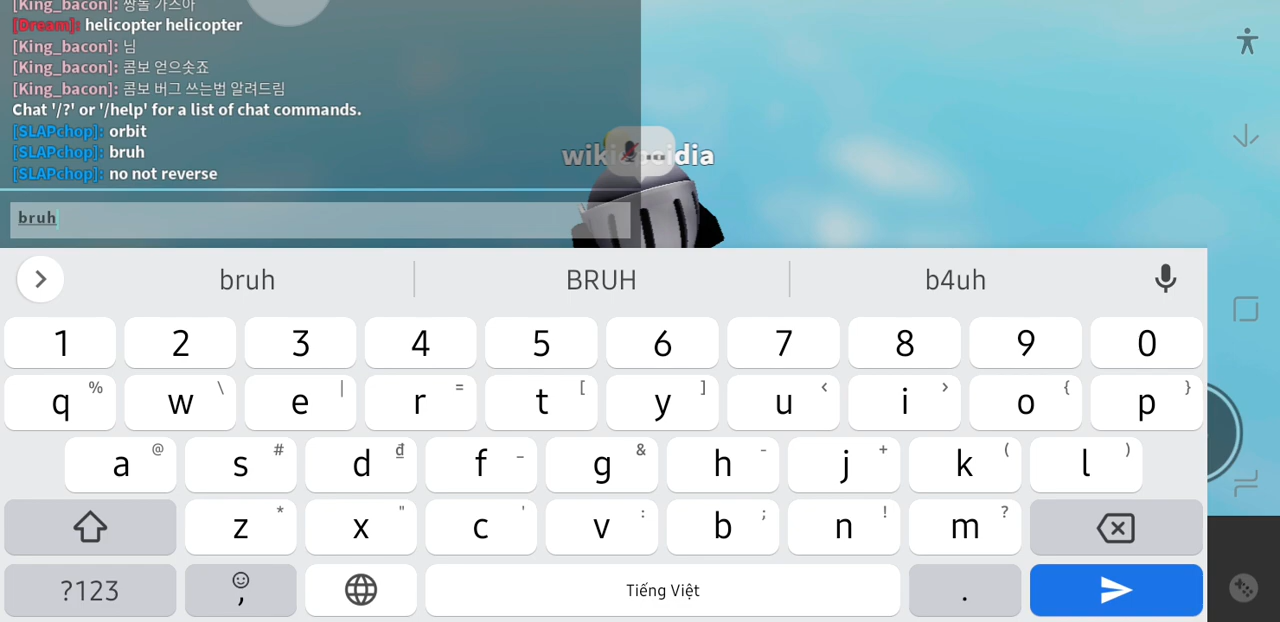 [King_bacon]: 쌍돌 가스아
[Dream]: helicopter helicopter
[King_bacon]: 님
[King_bacon]: 콤보 얻으솟죠
[King_bacon]: 콤보 버그 쓰는법 알려드림
Chat '/?' or '/help' for a list of chat commands.
[SLAPchop]: orbit
[SLAPchop]: bruh
[SLAPchop]: no not reverse
bruh
bruh BRUH b4uh
1 2 3 4 5 6 7 8 9 0
q % w \ e | r = t [ y ] u < i > o { p }
a @ s # d ₫ f _ g & h - j + k ( l )
z * x " c ' v : b ; n ! m ?
?123 , Tiếng Việt .